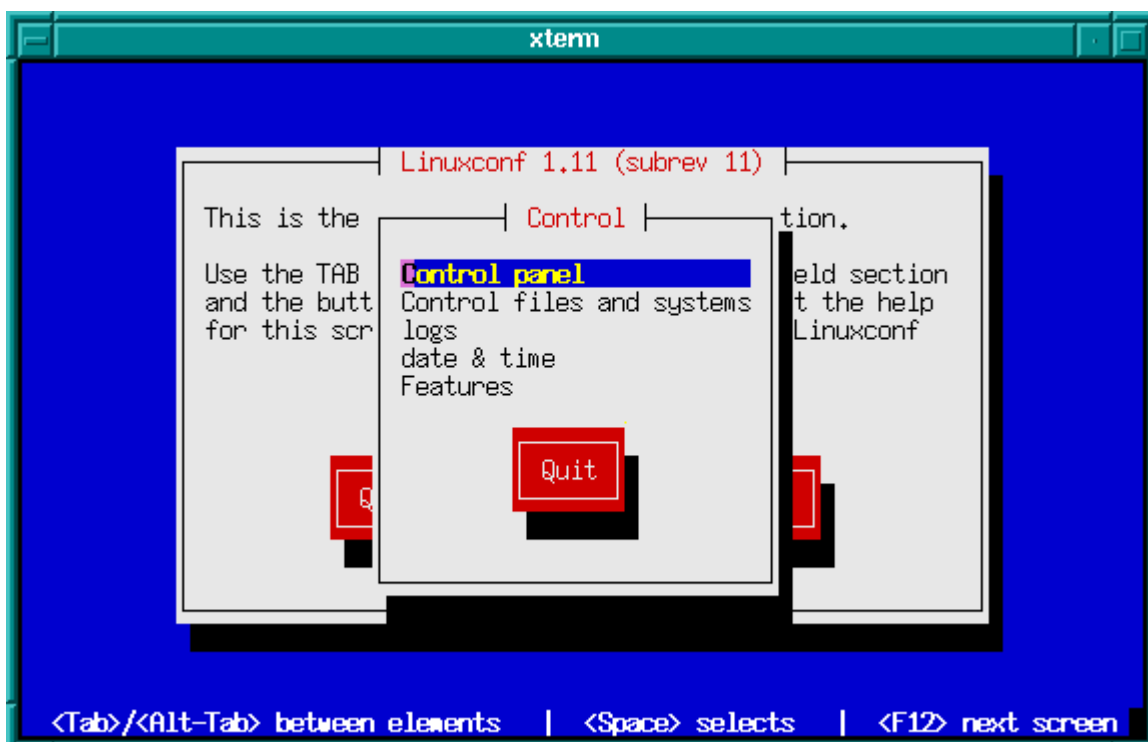 xterm
Linuxconf 1.11 (subrev 11)
This is the
tion.
Control
Use the TAB
eld section
and the butt
t the help
for this scr
Linuxconf
Control panel
Control files and systems
logs
date & time
Features
Quit
Q
<Tab>/<Alt-Tab> between elements | <Space> selects | <F12> next screen